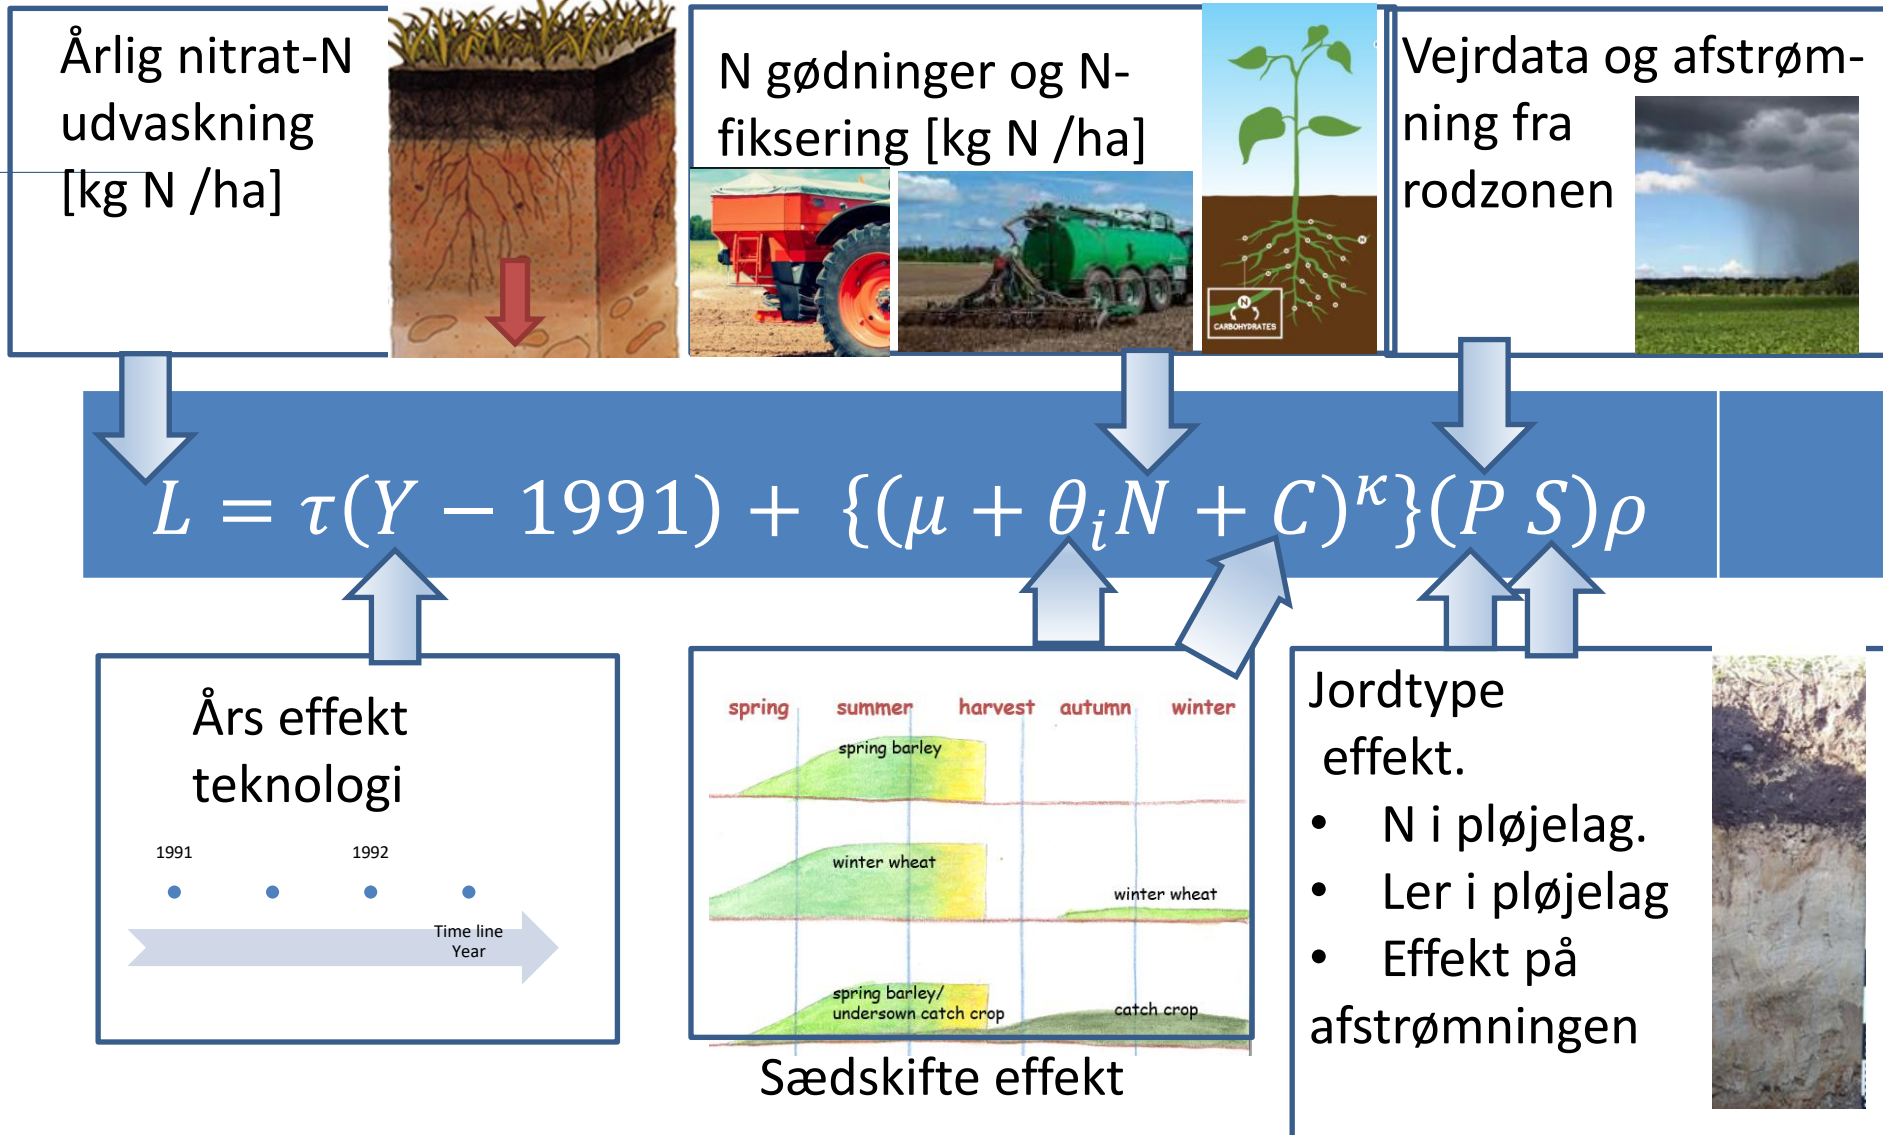 Årlig nitrat-N
udvaskning
[kg N /ha]
N gødninger og N-
fiksering [kg N /ha]
N
N
CARBOHYDRATES
Vejrdata og afstrøm-
ning fra
rodzonen
L = τ(Y − 1991) + {(μ + θᵢN + C)^κ}(P S)ρ
Års effekt
teknologi
1991
1992
Time line
Year
spring summer harvest autumn winter
spring barley
winter wheat
winter wheat
spring barley/
undersown catch crop
catch crop
Sædskifte effekt
Jordtype
effekt.
• N i pløjelag.
• Ler i pløjelag
• Effekt på
afstrømningen